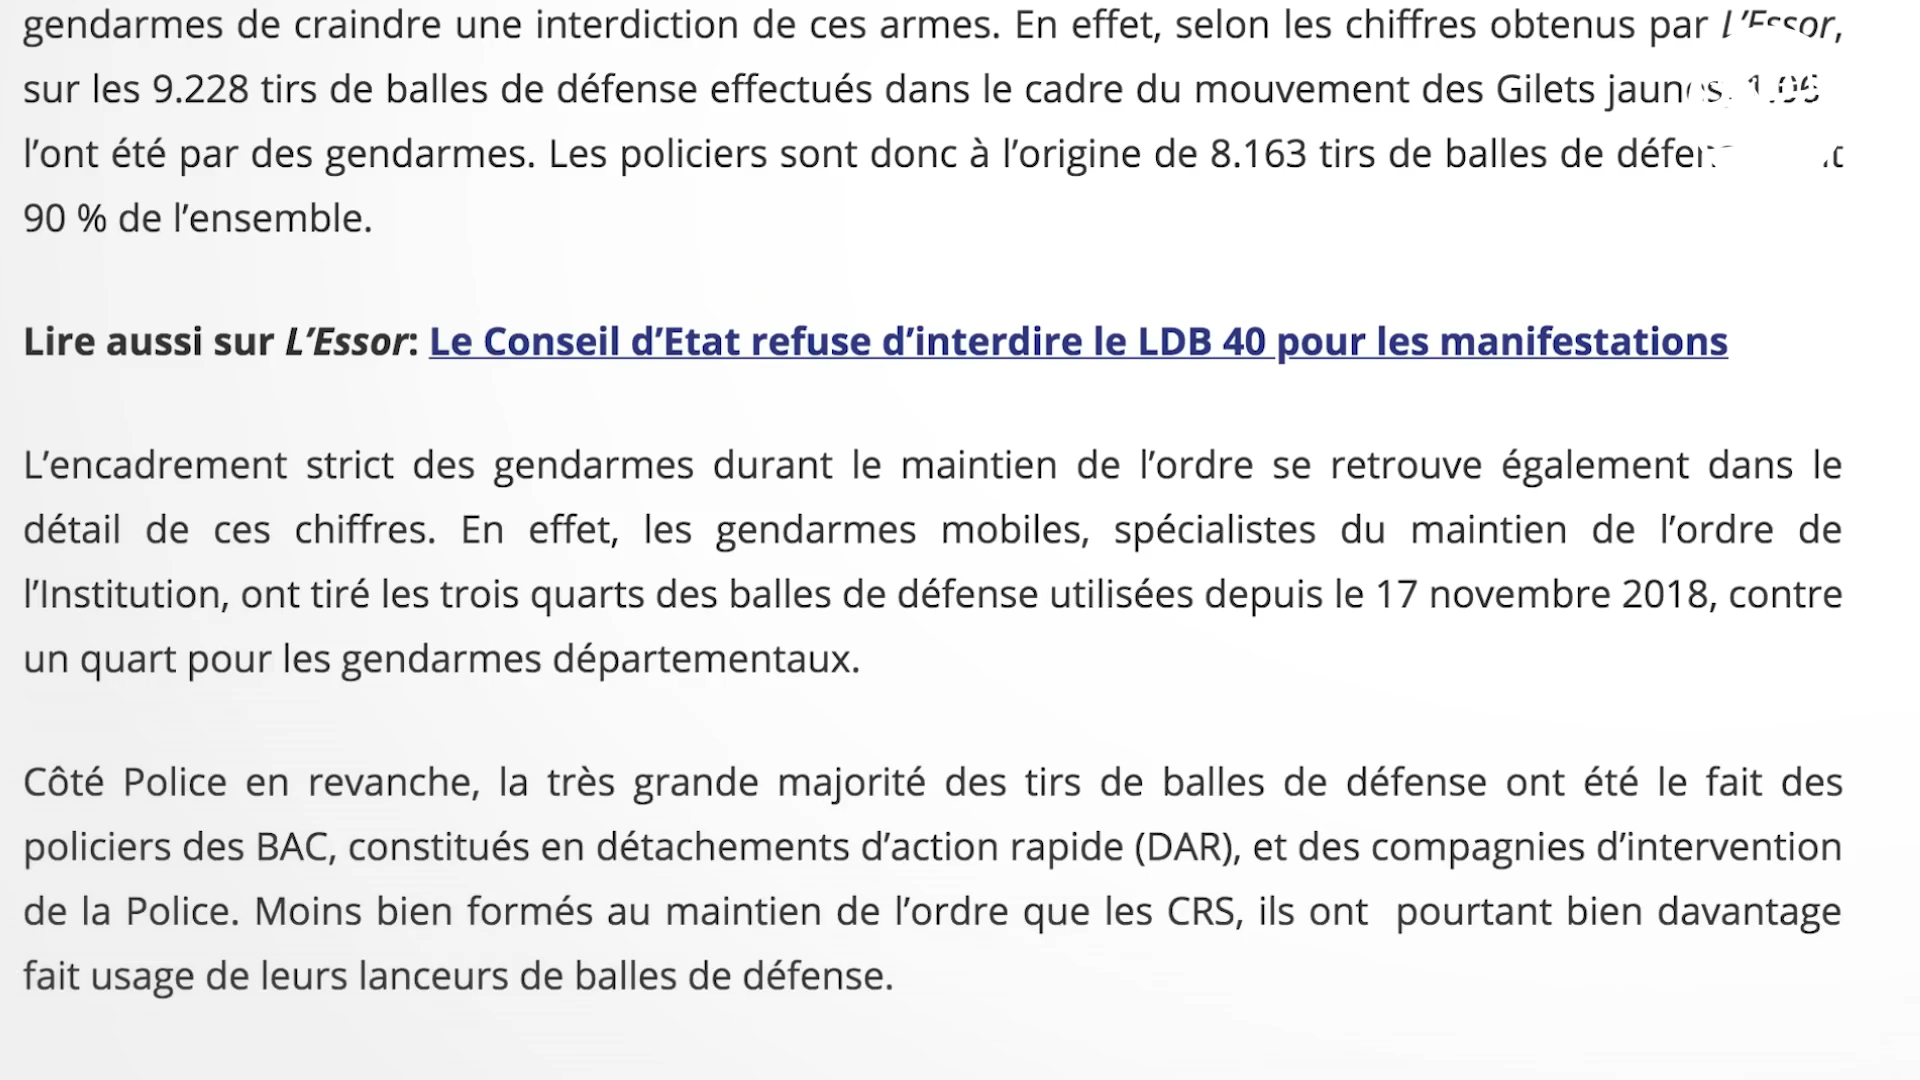 gendarmes de craindre une interdiction de ces armes. En effet, selon les chiffres obtenus par L'Essor,
sur les 9.228 tirs de balles de défense effectués dans le cadre du mouvement des Gilets jaunes,
l'ont été par des gendarmes. Les policiers sont donc à l'origine de 8.163 tirs de balles de
90 % de l'ensemble.
Lire aussi sur L'Essor: Le Conseil d'Etat refuse d'interdire le LDB 40 pour les manifestations
L'encadrement strict des gendarmes durant le maintien de l'ordre se retrouve également dans le
détail de ces chiffres. En effet, les gendarmes mobiles, spécialistes du maintien de l'ordre de
l'Institution, ont tiré les trois quarts des balles de défense utilisées depuis le 17 novembre 2018, contre
un quart pour les gendarmes départementaux.
Côté Police en revanche, la très grande majorité des tirs de balles de défense ont été le fait des
policiers des BAC, constitués en détachements d'action rapide (DAR), et des compagnies d'intervention
de la Police. Moins bien formés au maintien de l'ordre que les CRS, ils ont pourtant bien davantage
fait usage de leurs lanceurs de balles de défense.